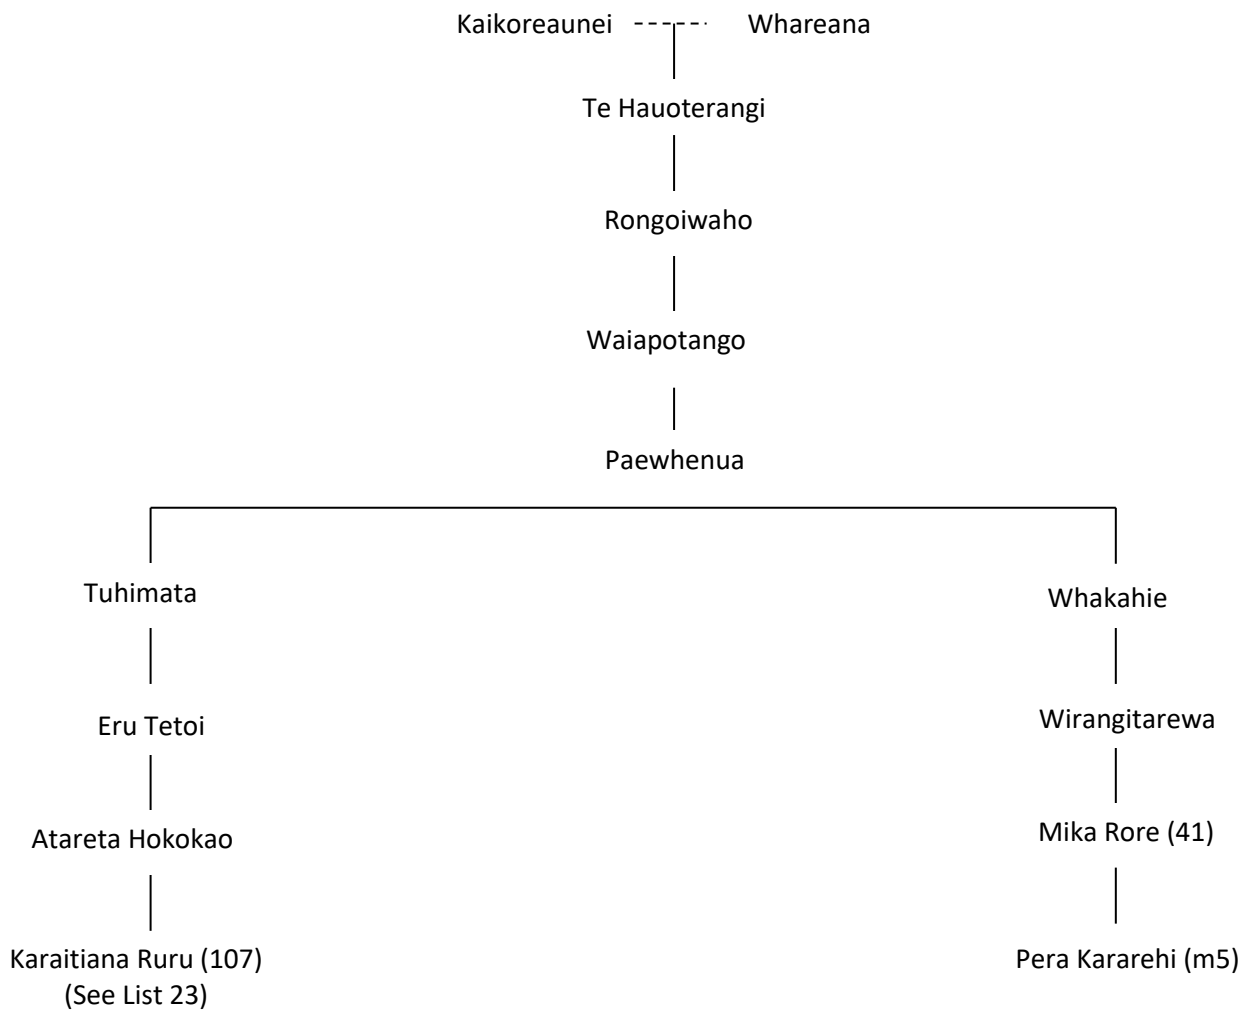 Kaikoreaunei Whareana
Te Hauoterangi
Rongoiwaho
Waiapotango
Paewhenua
Tuhimata
Whakahie
Eru Tetoi
Wirangitarewa
Atareta Hokokao
Mika Rore (41)
Karaitiana Ruru (107)
(See List 23)
Pera Kararehi (m5)